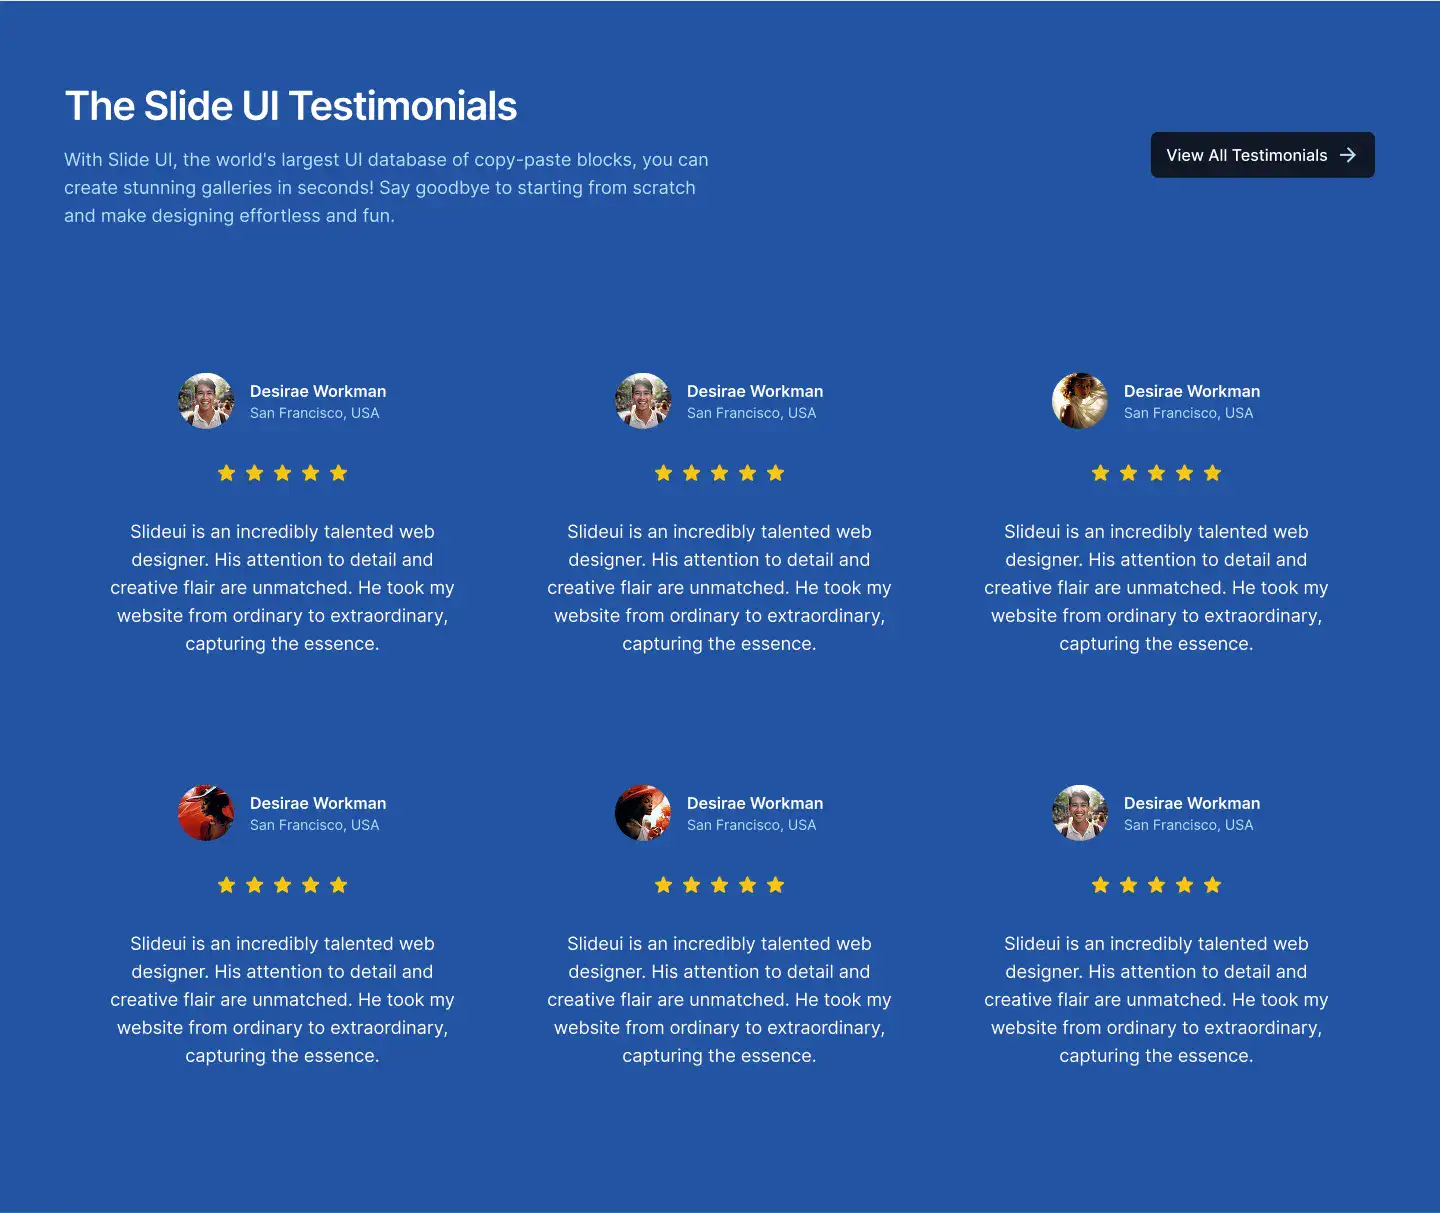 The Slide UI Testimonials
With Slide UI, the world's largest UI database of copy-paste blocks, you can
create stunning galleries in seconds! Say goodbye to starting from scratch
and make designing effortless and fun.
View All Testimonials
Desirae Workman
San Francisco, USA
Slideui is an incredibly talented web
designer. His attention to detail and
creative flair are unmatched. He took my
website from ordinary to extraordinary,
capturing the essence.
Desirae Workman
San Francisco, USA
Slideui is an incredibly talented web
designer. His attention to detail and
creative flair are unmatched. He took my
website from ordinary to extraordinary,
capturing the essence.
Desirae Workman
San Francisco, USA
Slideui is an incredibly talented web
designer. His attention to detail and
creative flair are unmatched. He took my
website from ordinary to extraordinary,
capturing the essence.
Desirae Workman
San Francisco, USA
Slideui is an incredibly talented web
designer. His attention to detail and
creative flair are unmatched. He took my
website from ordinary to extraordinary,
capturing the essence.
Desirae Workman
San Francisco, USA
Slideui is an incredibly talented web
designer. His attention to detail and
creative flair are unmatched. He took my
website from ordinary to extraordinary,
capturing the essence.
Desirae Workman
San Francisco, USA
Slideui is an incredibly talented web
designer. His attention to detail and
creative flair are unmatched. He took my
website from ordinary to extraordinary,
capturing the essence.